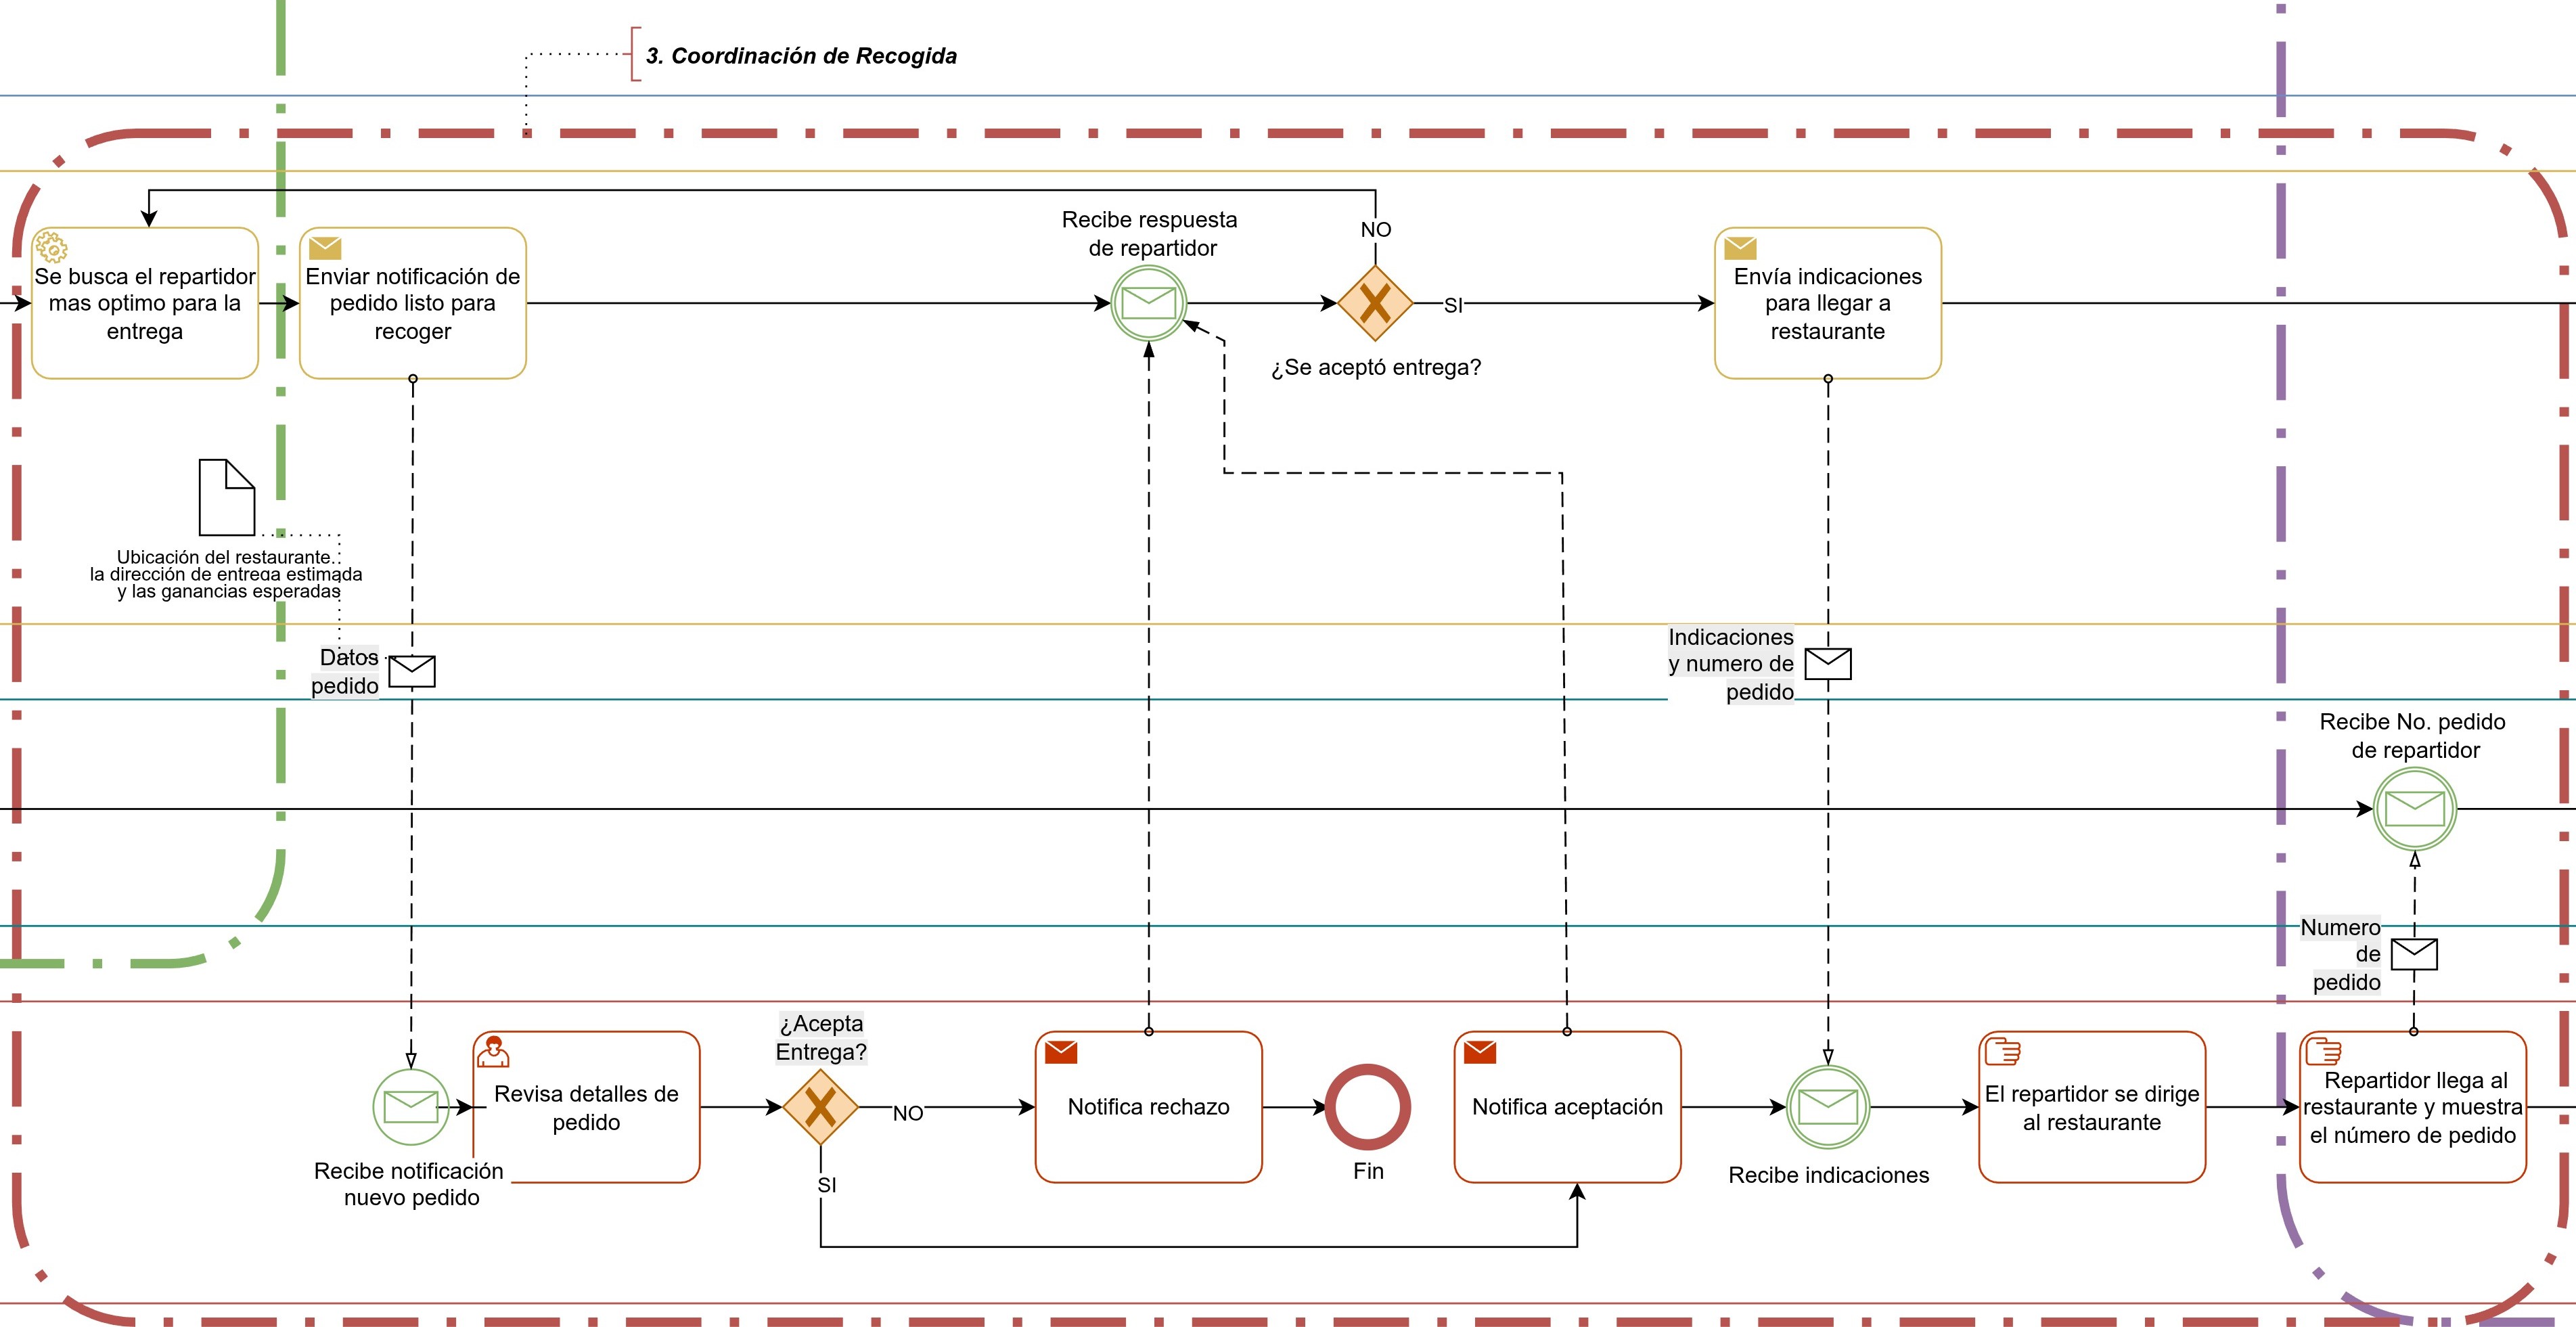 3. Coordinación de Recogida
Recibe respuesta
de repartidor
NO
Se busca el repartidor
mas optimo para la
entrega
Enviar notificación de
pedido listo para
recoger
SI
¿Se aceptó entrega?
Envía indicaciones
para llegar a
restaurante
Ubicación del restaurante.
la dirección de entrega estimada
y las ganancias esperadas
Datos
pedido
Indicaciones
y numero de
pedido
Recibe No. pedido
de repartidor
Numero
de
pedido
¿Acepta
Entrega?
Revisa detalles de
pedido
NO
Notifica rechazo
Notifica aceptación
El repartidor se dirige
al restaurante
Repartidor llega al
restaurante y muestra
el número de pedido
Recibe notificación
nuevo pedido
SI
Fin
Recibe indicaciones